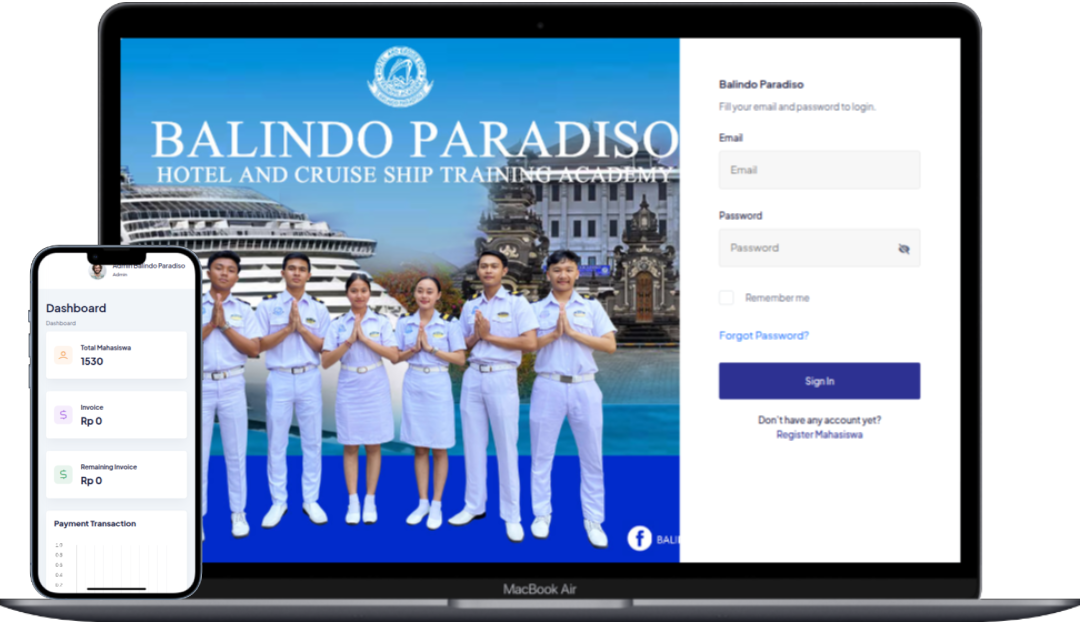 BALINDO PARADISO
HOTEL AND CRUISE SHIP TRAINING ACADEMY
BALI
Balindo Paradiso
Fill your email and password to login.
Email
Email
Password
Password
Remember me
Forgot Password?
Sign In
Don't have any account yet?
Register Mahasiswa
Admin Balindo Paradiso
Admin
Dashboard
Dashboard
Total Mahasiswa
1530
Invoice
Rp 0
Remaining Invoice
Rp 0
Payment Transaction
1.0
0.8
0.6
0.4
MacBook Air